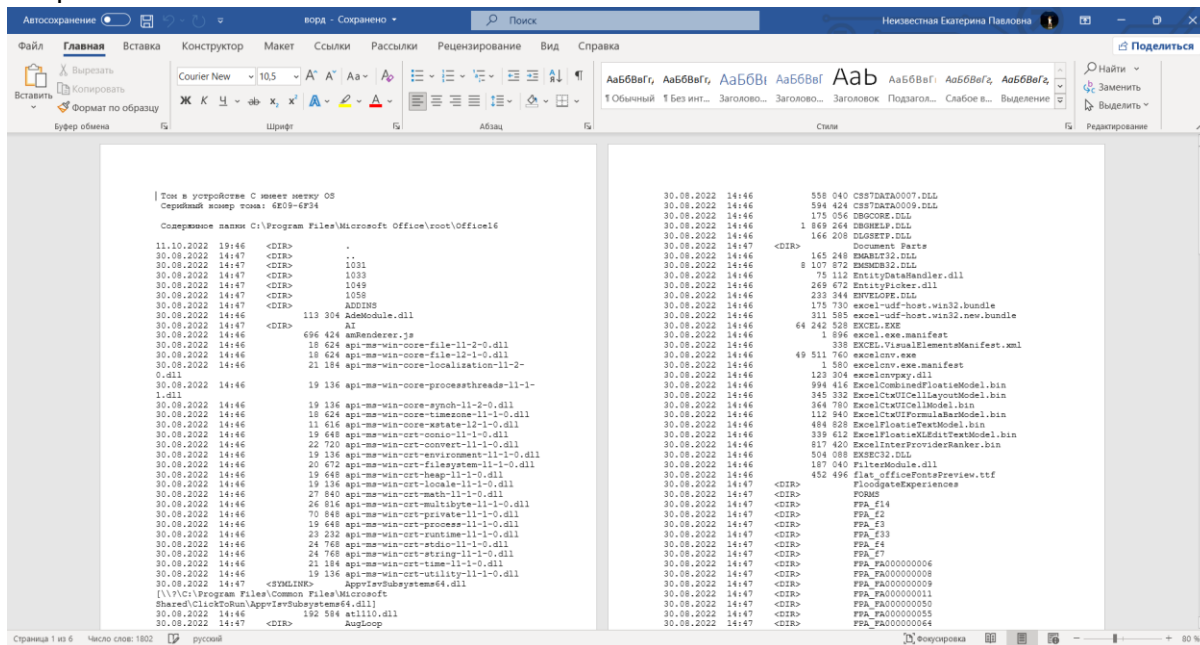 Автосохранение
ворд - Сохранено
Поиск
Неизвестная Екатерина Павловна
Файл Главная Вставка Конструктор Макет Ссылки Рассылки Рецензирование Вид Справка
Поделиться
Вставить
Вырезать
Копировать
Формат по образцу
Буфер обмена
Courier New 10,5
Ж К Ч ab x, x²
Шрифт
Абзац
АаБбВвГг, АаБбВвГг, АаБбВı АаБбВвГ АаЬ АаБбВвГı АаБбВвГг, АаБбВвГг,
¶ Обычный ¶ Без инт... Заголово... Заголово... Заголовок Подзагол... Слабое в... Выделение
Стили
Найти
Заменить
Выделить
Редактирование
Том в устройстве C имеет метку OS
Серийный номер тома: 6E09-6F34
Содержимое папки C:\Program Files\Microsoft Office\root\Office16
11.10.2022 19:46 <DIR> .
30.08.2022 14:47 <DIR> ..
30.08.2022 14:47 <DIR> 1031
30.08.2022 14:47 <DIR> 1033
30.08.2022 14:47 <DIR> 1049
30.08.2022 14:47 <DIR> 1058
30.08.2022 14:47 <DIR> ADDINS
30.08.2022 14:46 113 304 AdeModule.dll
30.08.2022 14:47 <DIR> AI
30.08.2022 14:46 696 424 amRenderer.js
30.08.2022 14:46 18 624 api-ms-win-core-file-l1-2-0.dll
30.08.2022 14:46 18 624 api-ms-win-core-file-l2-1-0.dll
30.08.2022 14:46 21 184 api-ms-win-core-localization-l1-2-
0.dll
30.08.2022 14:46 19 136 api-ms-win-core-processthreads-l1-1-
1.dll
30.08.2022 14:46 19 136 api-ms-win-core-synch-l1-2-0.dll
30.08.2022 14:46 18 624 api-ms-win-core-timezone-l1-1-0.dll
30.08.2022 14:46 11 616 api-ms-win-core-xstate-l2-1-0.dll
30.08.2022 14:46 19 648 api-ms-win-crt-conio-l1-1-0.dll
30.08.2022 14:46 22 720 api-ms-win-crt-convert-l1-1-0.dll
30.08.2022 14:46 19 136 api-ms-win-crt-environment-l1-1-0.dll
30.08.2022 14:46 20 672 api-ms-win-crt-filesystem-l1-1-0.dll
30.08.2022 14:46 19 648 api-ms-win-crt-heap-l1-1-0.dll
30.08.2022 14:46 19 136 api-ms-win-crt-locale-l1-1-0.dll
30.08.2022 14:46 27 840 api-ms-win-crt-math-l1-1-0.dll
30.08.2022 14:46 26 816 api-ms-win-crt-multibyte-l1-1-0.dll
30.08.2022 14:46 70 848 api-ms-win-crt-private-l1-1-0.dll
30.08.2022 14:46 19 648 api-ms-win-crt-process-l1-1-0.dll
30.08.2022 14:46 23 232 api-ms-win-crt-runtime-l1-1-0.dll
30.08.2022 14:46 24 768 api-ms-win-crt-stdio-l1-1-0.dll
30.08.2022 14:46 24 768 api-ms-win-crt-string-l1-1-0.dll
30.08.2022 14:46 21 184 api-ms-win-crt-time-l1-1-0.dll
30.08.2022 14:46 19 136 api-ms-win-crt-utility-l1-1-0.dll
30.08.2022 14:47 <SYMLINK> AppvIsvSubsystems64.dll
[\\?\C:\Program Files\Common Files\Microsoft
Shared\ClickToRun\AppvIsvSubsystems64.dll]
30.08.2022 14:46 192 584 atl110.dll
30.08.2022 14:47 <DIR> AugLoop
30.08.2022 14:46 558 040 CSS7DATA0007.DLL
30.08.2022 14:46 594 424 CSS7DATA0009.DLL
30.08.2022 14:46 175 056 DBGCORE.DLL
30.08.2022 14:46 1 869 264 DBGHELP.DLL
30.08.2022 14:46 166 208 DLGSETP.DLL
30.08.2022 14:47 <DIR> Document Parts
30.08.2022 14:46 165 248 EMABLT32.DLL
30.08.2022 14:46 8 107 872 EMSMDB32.DLL
30.08.2022 14:46 75 112 EntityDataHandler.dll
30.08.2022 14:46 269 672 EntityPicker.dll
30.08.2022 14:46 233 344 ENVELOPE.DLL
30.08.2022 14:46 175 730 excel-udf-host.win32.bundle
30.08.2022 14:46 311 585 excel-udf-host.win32.new.bundle
30.08.2022 14:46 64 242 528 EXCEL.EXE
30.08.2022 14:46 1 896 excel.exe.manifest
30.08.2022 14:46 338 EXCEL.VisualElementsManifest.xml
30.08.2022 14:46 49 511 760 excelcnv.exe
30.08.2022 14:46 1 580 excelcnv.exe.manifest
30.08.2022 14:46 123 304 excelcnvpxy.dll
30.08.2022 14:46 994 416 ExcelCombinedFloatieModel.bin
30.08.2022 14:46 345 332 ExcelCtxUICellLayoutModel.bin
30.08.2022 14:46 364 780 ExcelCtxUICellModel.bin
30.08.2022 14:46 112 940 ExcelCtxUIFormulaBarModel.bin
30.08.2022 14:46 484 828 ExcelFloatieTextModel.bin
30.08.2022 14:46 339 612 ExcelFloatieXLEditTextModel.bin
30.08.2022 14:46 817 420 ExcelInterProviderRanker.bin
30.08.2022 14:46 504 088 EXSEC32.DLL
30.08.2022 14:46 187 040 FilterModule.dll
30.08.2022 14:46 452 496 flat_officeFontsPreview.ttf
30.08.2022 14:47 <DIR> FloodgateExperiences
30.08.2022 14:47 <DIR> FORMS
30.08.2022 14:47 <DIR> FPA_f14
30.08.2022 14:47 <DIR> FPA_f2
30.08.2022 14:47 <DIR> FPA_f3
30.08.2022 14:47 <DIR> FPA_f33
30.08.2022 14:47 <DIR> FPA_f4
30.08.2022 14:47 <DIR> FPA_f7
30.08.2022 14:47 <DIR> FPA_FA000000006
30.08.2022 14:47 <DIR> FPA_FA000000008
30.08.2022 14:47 <DIR> FPA_FA000000009
30.08.2022 14:47 <DIR> FPA_FA000000011
30.08.2022 14:47 <DIR> FPA_FA000000050
30.08.2022 14:47 <DIR> FPA_FA000000055
30.08.2022 14:47 <DIR> FPA_FA000000064
Страница 1 из 6 Число слов: 1802 русский
Фокусировка
80 %